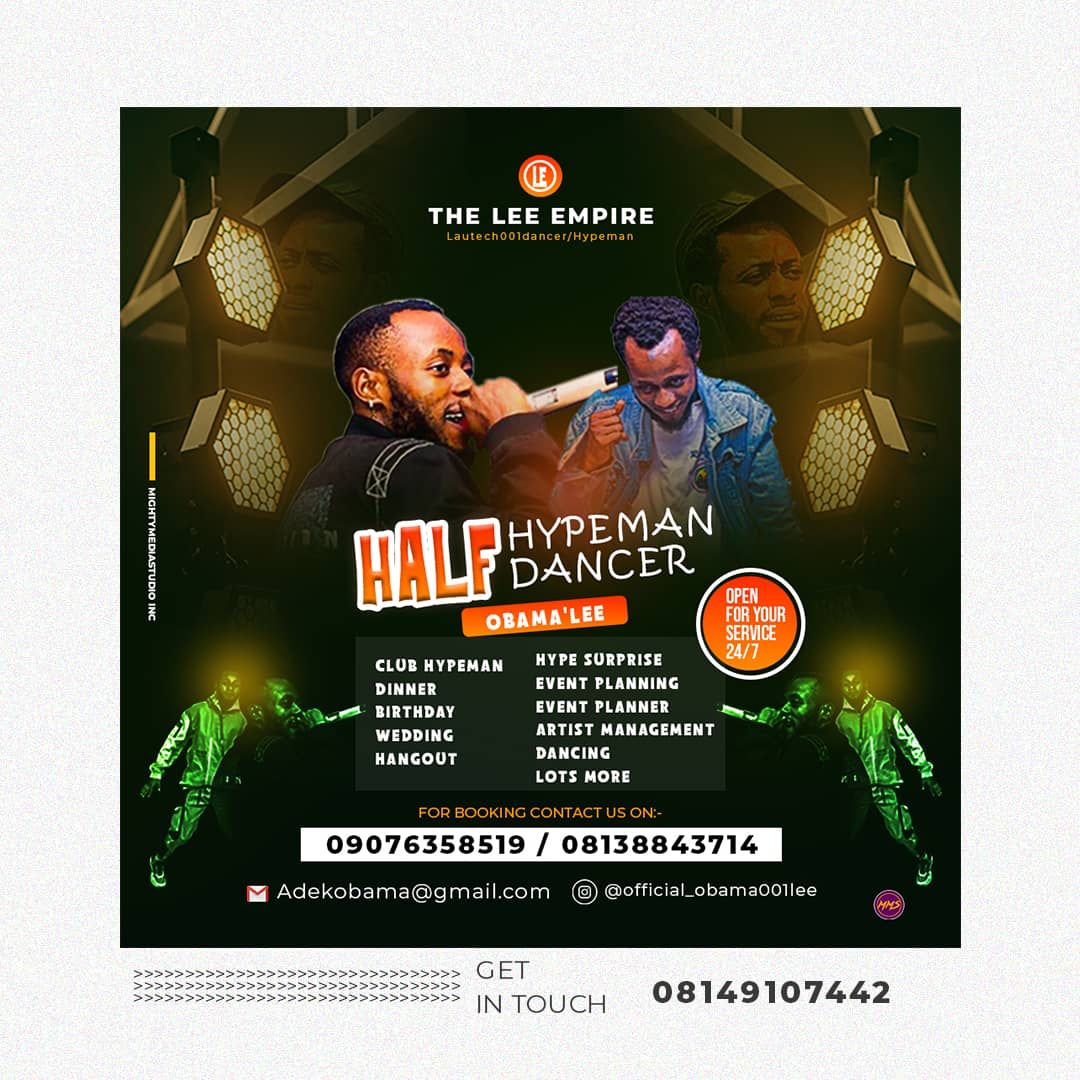 LE
THE LEE EMPIRE
Lautech001dancer/Hypeman
MIGHTYMEDIASTUDIO INC
HALF HYPEMAN
DANCER
OBAMA'LEE
OPEN
FOR YOUR
SERVICE
24/7
CLUB HYPEMAN
DINNER
BIRTHDAY
WEDDING
HANGOUT
HYPE SURPRISE
EVENT PLANNING
EVENT PLANNER
ARTIST MANAGEMENT
DANCING
LOTS MORE
FOR BOOKING CONTACT US ON:-
09076358519 / 08138843714
Adekobama@gmail.com @official_obama001lee
MMS
>>>>>>>>>>>>>>>>>>>>>>>>>>>>>>>>
>>>>>>>>>>>>>>>>>>>>>>>>>>>>>>>>
>>>>>>>>>>>>>>>>>>>>>>>>>>>>>>>>
GET
IN TOUCH
08149107442